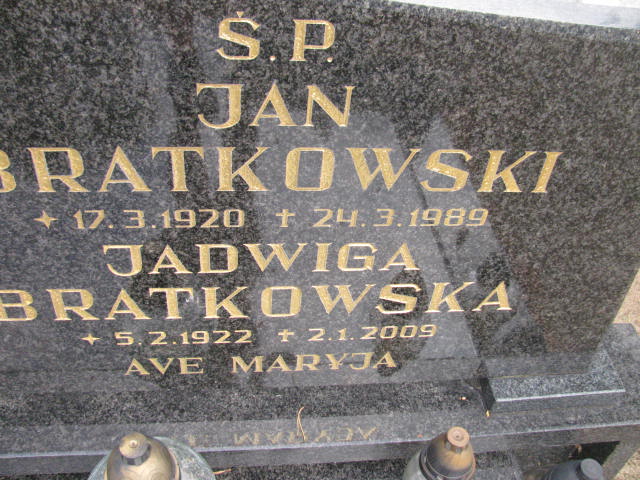 Ś.P.
JAN
BRATKOWSKI
✦ 17.3.1920 ✝ 24.3.1989
JADWIGA
BRATKOWSKA
✦ 5.2.1922 ✝ 2.1.2009
AVE MARYJA